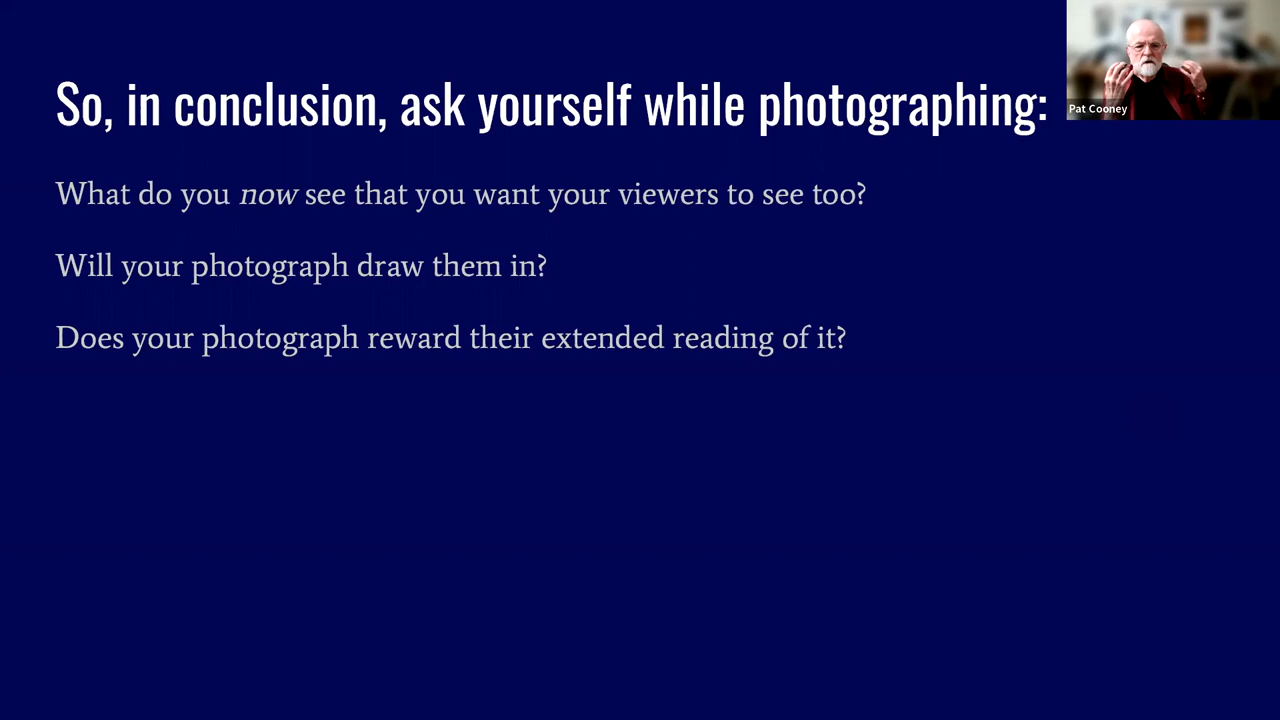 So, in conclusion, ask yourself while photographing:
Pat Cooney
What do you now see that you want your viewers to see too?
Will your photograph draw them in?
Does your photograph reward their extended reading of it?